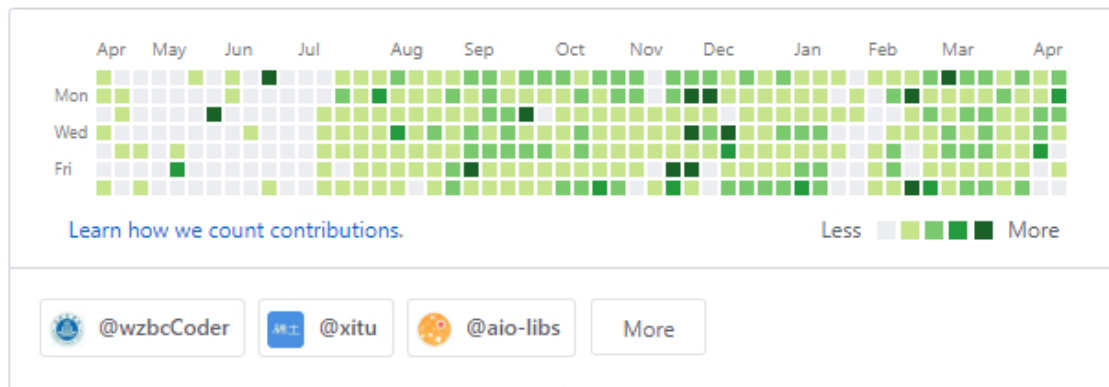 Apr May Jun Jul Aug Sep Oct Nov Dec Jan Feb Mar Apr
Mon
Wed
Fri
Learn how we count contributions. Less More
@wzbcCoder @xitu @aio-libs More